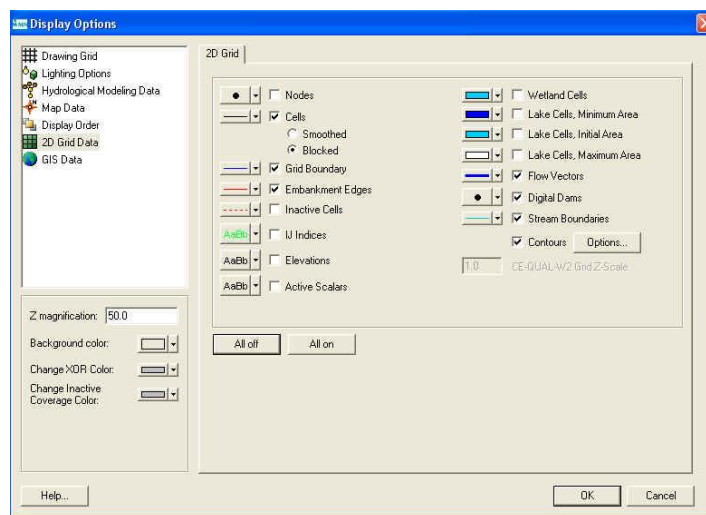 Display Options
Drawing Grid
Lighting Options
Hydrological Modeling Data
Map Data
Display Order
2D Grid Data
GIS Data
Z magnification: 50.0
Background color:
Change XOR Color:
Change Inactive
Coverage Color:
2D Grid
Nodes
Cells
Smoothed
Blocked
Grid Boundary
Embankment Edges
Inactive Cells
AaBb IJ Indices
AaBb Elevations
AaBb Active Scalars
Wetland Cells
Lake Cells, Minimum Area
Lake Cells, Initial Area
Lake Cells, Maximum Area
Flow Vectors
Digital Dams
Stream Boundaries
Contours Options...
1.0 CE-QUAL-W2 Grid Z-Scale
All off All on
Help... OK Cancel